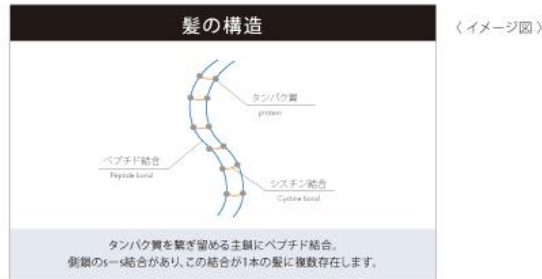 髪の構造
〈 イメージ図 〉
タンパク質
protein
ペプチド結合
Peptide bond
シスチン結合
Cystine bond
タンパク質を繋ぎ留める主鎖にペプチド結合。
側鎖のs－s結合があり、この結合が1本の髪に複数存在します。